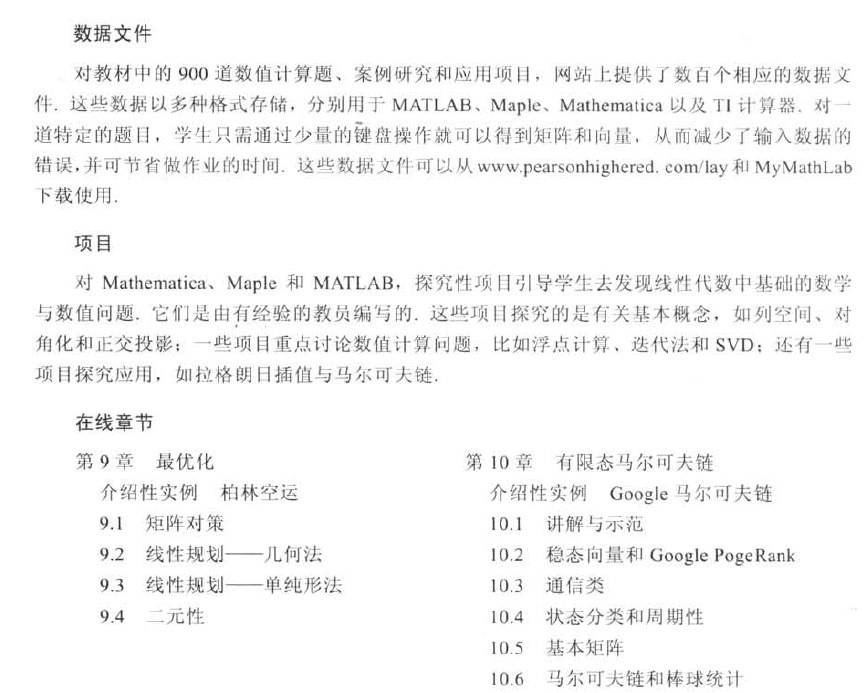 数据文件
对教材中的 900 道数值计算题、案例研究和应用项目，网站上提供了数百个相应的数据文
件. 这些数据以多种格式存储，分别用于 MATLAB、Maple、Mathematica 以及 TI 计算器. 对一
道特定的题目，学生只需通过少量的键盘操作就可以得到矩阵和向量，从而减少了输入数据的
错误，并可节省做作业的时间. 这些数据文件可以从 www.pearsonhighered. com/lay 和 MyMathLab
下载使用.
项目
对 Mathematica、Maple 和 MATLAB，探究性项目引导学生去发现线性代数中基础的数学
与数值问题. 它们是由有经验的教员编写的. 这些项目探究的是有关基本概念，如列空间、对
角化和正交投影；一些项目重点讨论数值计算问题，比如浮点计算、迭代法和 SVD；还有一些
项目探究应用，如拉格朗日插值与马尔可夫链.
在线章节
第 9 章 最优化
介绍性实例 柏林空运
9.1 矩阵对策
9.2 线性规划——几何法
9.3 线性规划——单纯形法
9.4 二元性
第 10 章 有限态马尔可夫链
介绍性实例 Google 马尔可夫链
10.1 讲解与示范
10.2 稳态向量和 Google PogeRank
10.3 通信类
10.4 状态分类和周期性
10.5 基本矩阵
10.6 马尔可夫链和棒球统计